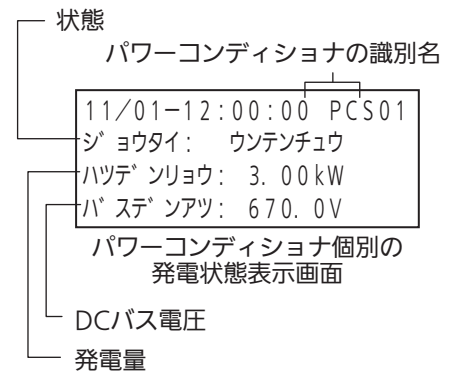 状態
パワーコンディショナの識別名
11/01-12:00:00 PCS01
ジョウタイ: ウンテンチュウ
ハツデンリョウ: 3.00kW
バスデンアツ: 670.0V
パワーコンディショナ個別の
発電状態表示画面
DCバス電圧
発電量